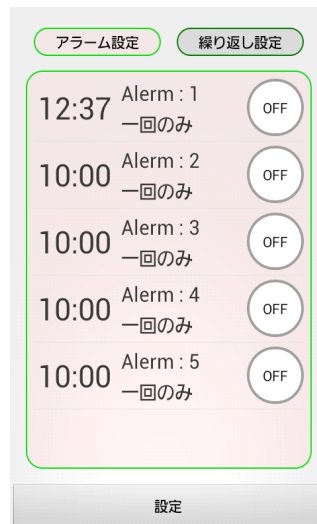 アラーム設定 繰り返し設定
12:37 Alerm : 1 OFF
一回のみ
10:00 Alerm : 2 OFF
一回のみ
10:00 Alerm : 3 OFF
一回のみ
10:00 Alerm : 4 OFF
一回のみ
10:00 Alerm : 5 OFF
一回のみ
設定